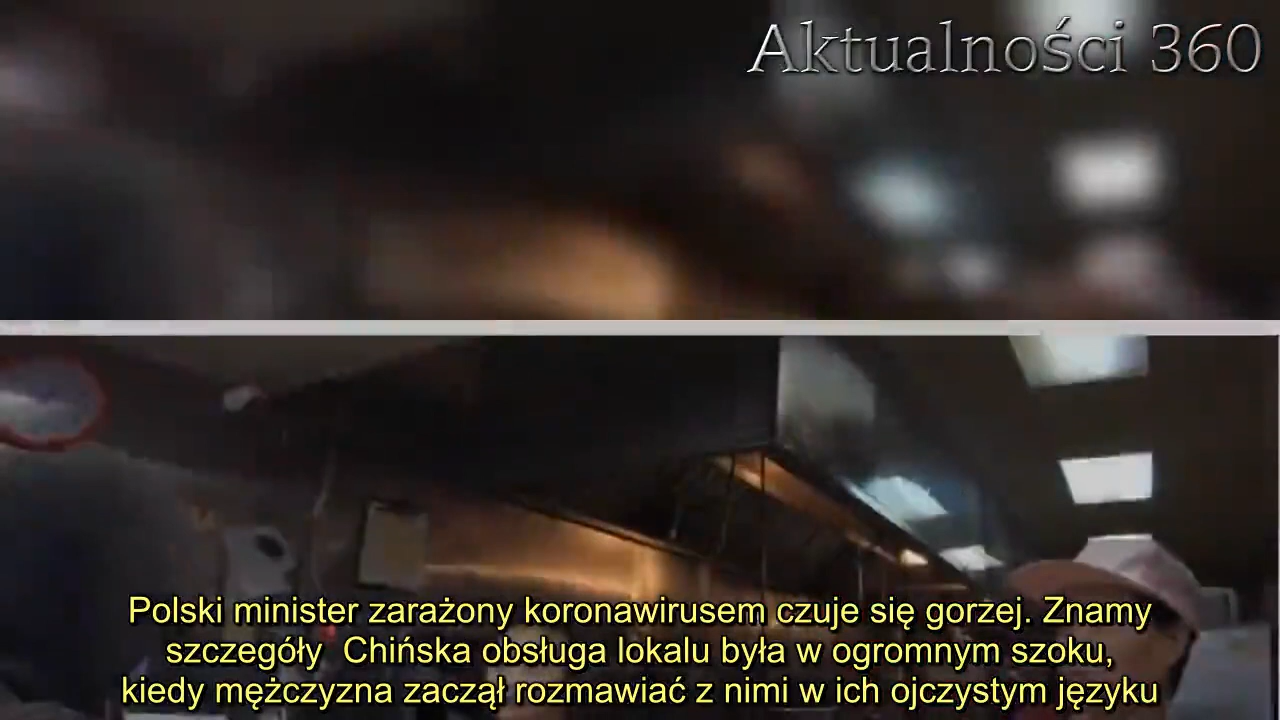 Aktualności 360
Polski minister zarażony koronawirusem czuje się gorzej. Znamy
szczegóły  Chińska obsługa lokalu była w ogromnym szoku,
kiedy mężczyzna zaczął rozmawiać z nimi w ich ojczystym języku